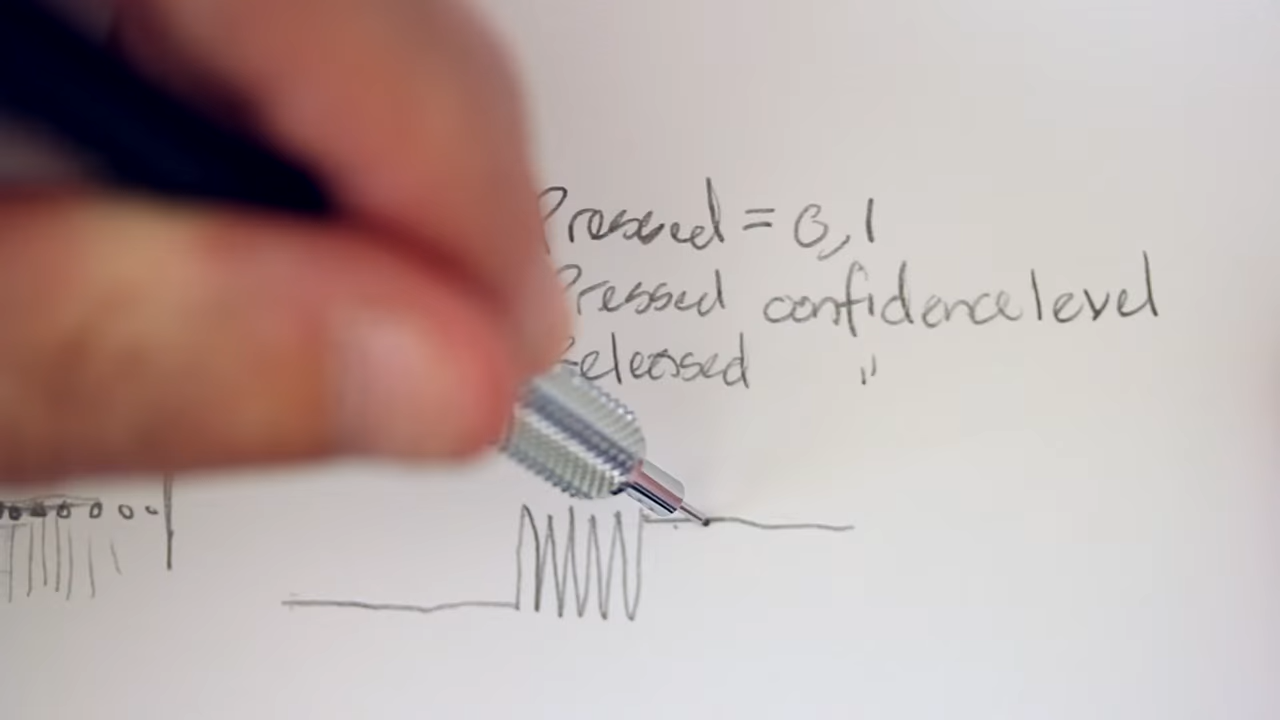 Pressed = 0,1
Pressed confidence level
Released "